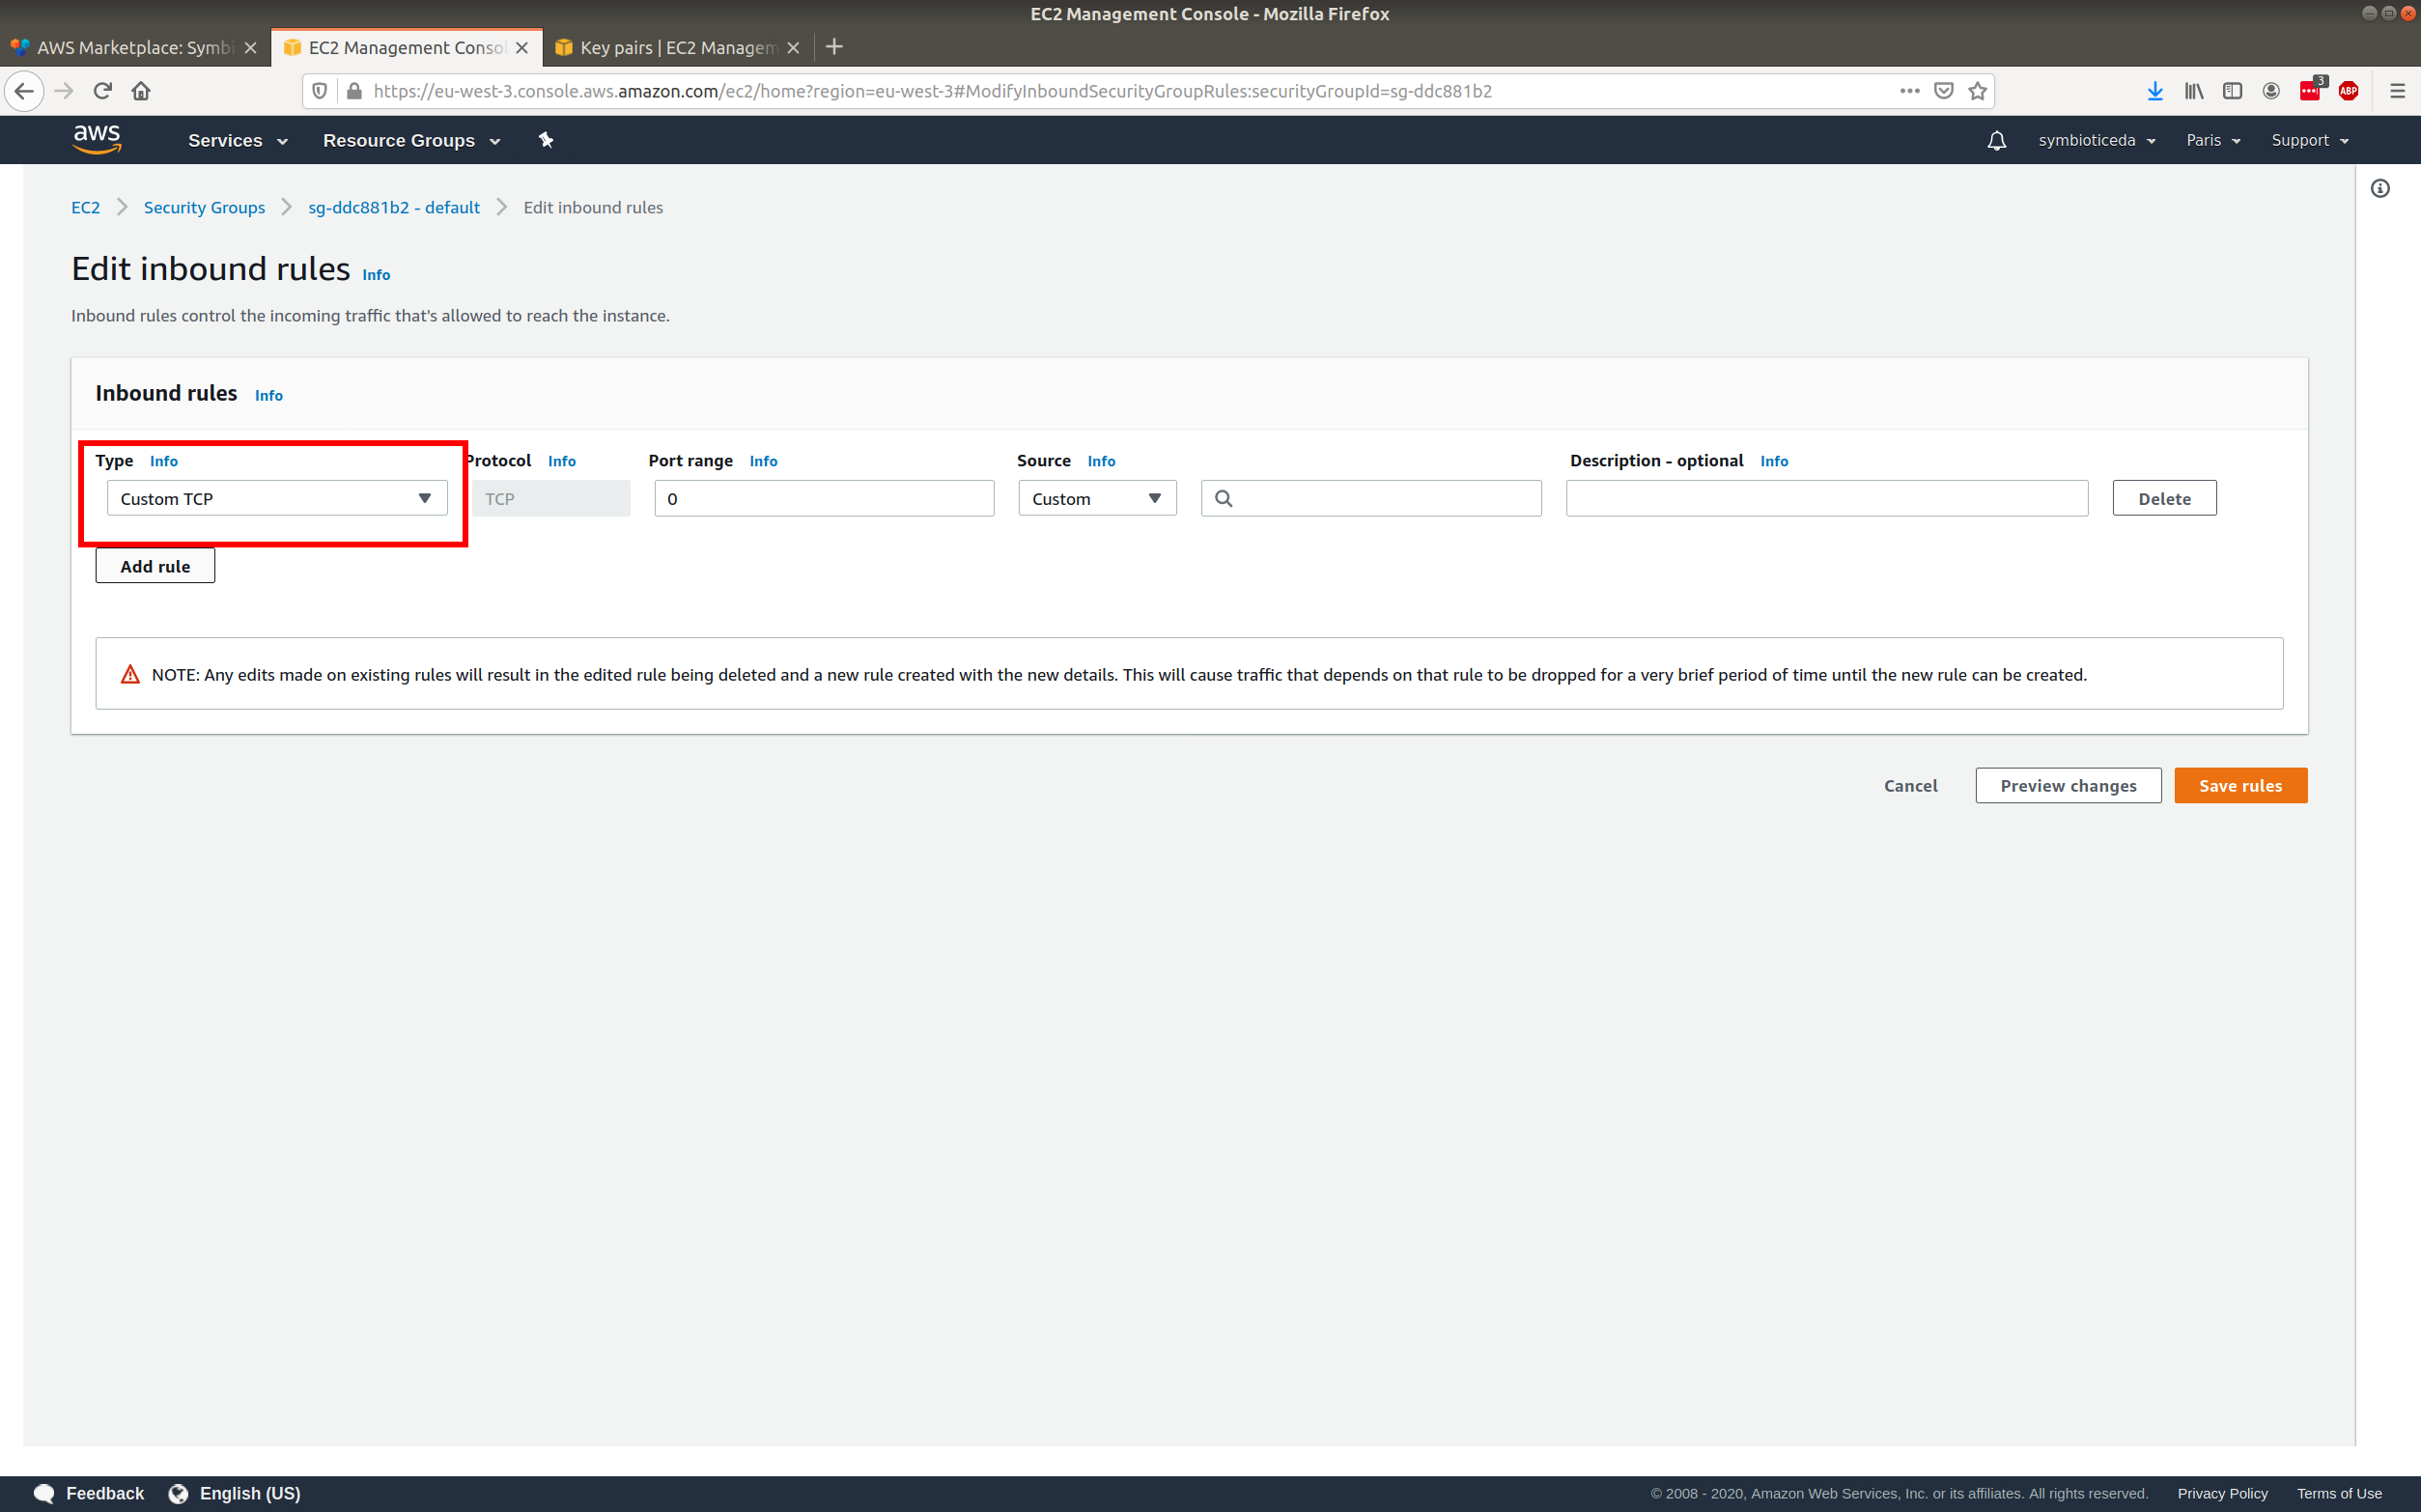 EC2 Management Console - Mozilla Firefox
AWS Marketplace: Symbi
EC2 Management Consol
Key pairs | EC2 Managem
https://eu-west-3.console.aws.amazon.com/ec2/home?region=eu-west-3#ModifyInboundSecurityGroupRules:securityGroupId=sg-ddc881b2
3
ABP
aws Services Resource Groups symbioticeda Paris Support
EC2 > Security Groups > sg-ddc881b2 - default > Edit inbound rules
Edit inbound rules Info
Inbound rules control the incoming traffic that's allowed to reach the instance.
Inbound rules Info
Type Info Protocol Info Port range Info Source Info Description - optional Info
Custom TCP TCP 0 Custom Delete
Add rule
NOTE: Any edits made on existing rules will result in the edited rule being deleted and a new rule created with the new details. This will cause traffic that depends on that rule to be dropped for a very brief period of time until the new rule can be created.
Cancel Preview changes Save rules
Feedback English (US) © 2008 - 2020, Amazon Web Services, Inc. or its affiliates. All rights reserved. Privacy Policy Terms of Use